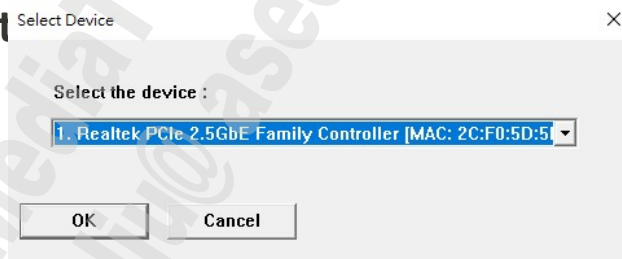 Select Device
Select the device :
1. Realtek PCIe 2.5GbE Family Controller [MAC: 2C:F0:5D:5
OK
Cancel